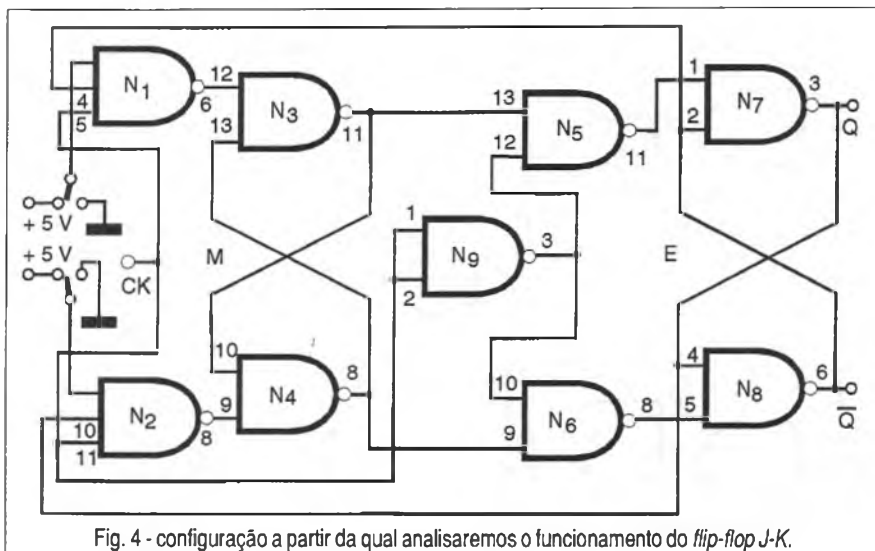 N1
4
5
6
12
13
N3
11
13
12
N5
11
1
2
N7
3
Q
+ 5 V
+ 5 V
CK
M
1
2
N9
3
E
N2
10
11
8
10
9
N4
8
10
9
N6
8
4
5
N8
6
Q̅
Fig. 4 - configuração a partir da qual analisaremos o funcionamento do flip-flop J-K.